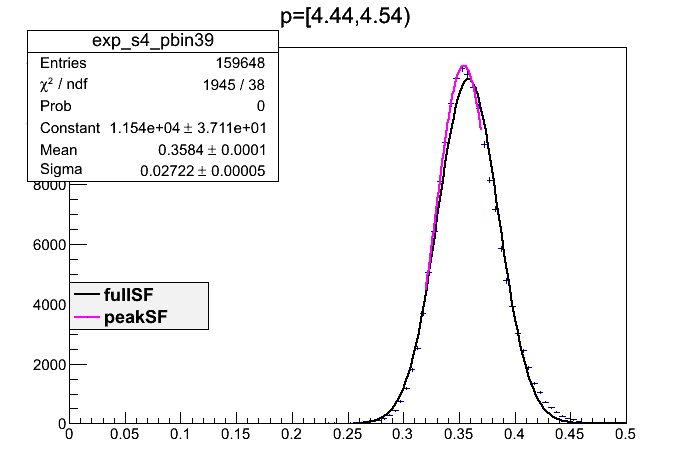 p=[4.44,4.54)
exp_s4_pbin39
Entries 159648
χ² / ndf 1945 / 38
Prob 0
Constant 1.154e+04 ± 3.711e+01
Mean 0.3584 ± 0.0001
Sigma 0.02722 ± 0.00005
8000
6000
4000
2000
0
fullSF
peakSF
0 0.05 0.1 0.15 0.2 0.25 0.3 0.35 0.4 0.45 0.5